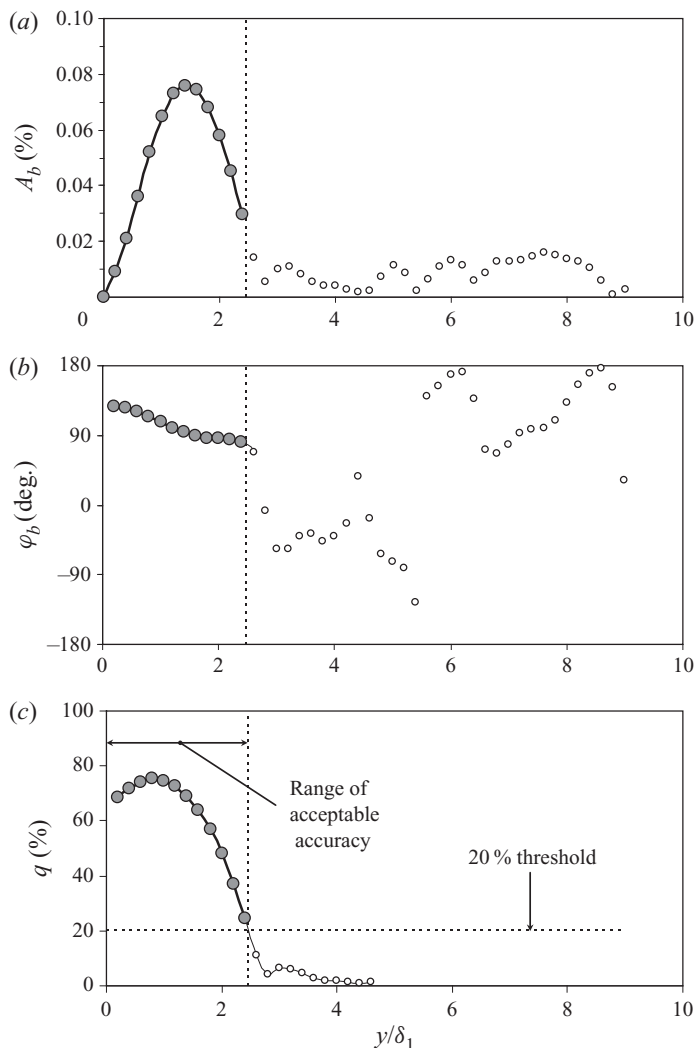 (a)
0.10
0.08
0.06
0.04
0.02
A_b (%)
0 2 4 6 8 10
(b)
180
90
0
–90
–180
φ_b (deg.)
0 2 4 6 8 10
(c)
100
80
60
40
20
0
q (%)
Range of
acceptable
accuracy
20 % threshold
0 2 4 6 8 10
y/δ_1